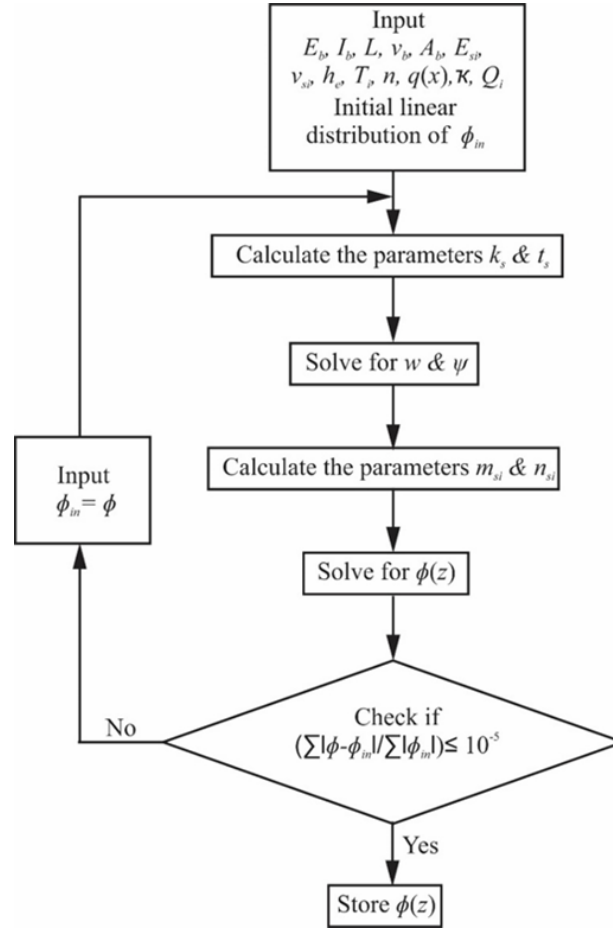 Input
E_b, I_b, L, ν_b, A_b, E_si,
ν_si, h_e, T_i, n, q(x), κ, Q_i
Initial linear
distribution of ϕ_in
Calculate the parameters k_s & t_s
Solve for w & ψ
Calculate the parameters m_si & n_si
Input
ϕ_in = ϕ
Solve for ϕ(z)
No
Check if
(∑|ϕ-ϕ_in|/∑|ϕ_in|)≤ 10^-5
Yes
Store ϕ(z)